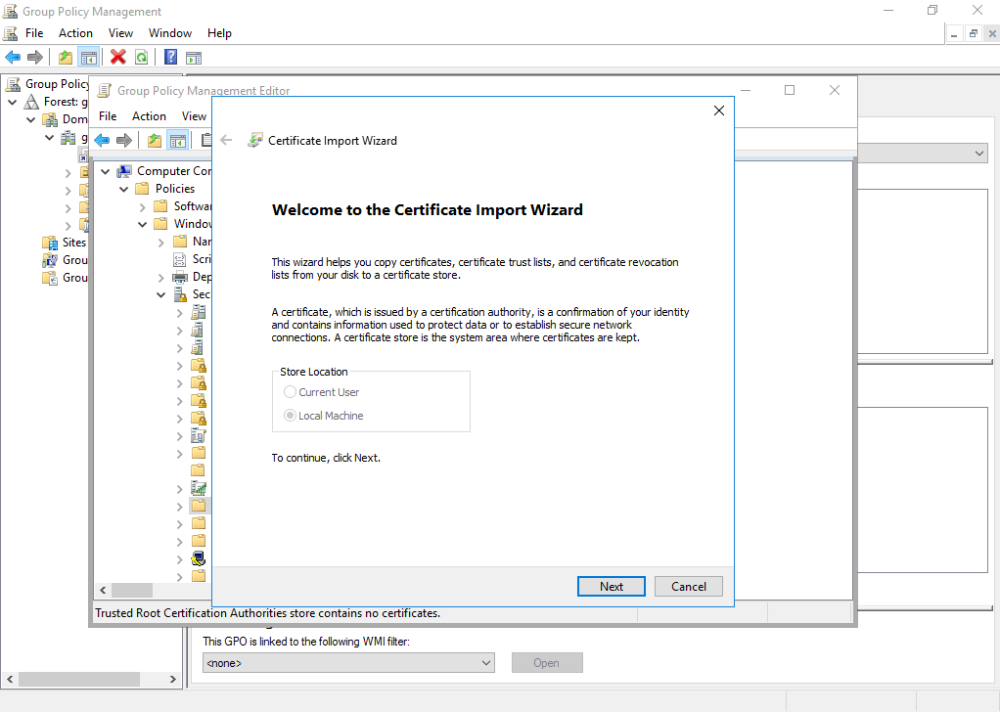 Group Policy Management
File Action View Window Help
Group Policy
Forest: g
Dom
g
Sites
Grou
Grou
Group Policy Management Editor
File Action View
Computer Con
Policies
Softwa
Windov
Nar
Scri
Dep
Sec
Trusted Root Certification Authorities store contains no certificates.
Certificate Import Wizard
Welcome to the Certificate Import Wizard
This wizard helps you copy certificates, certificate trust lists, and certificate revocation
lists from your disk to a certificate store.
A certificate, which is issued by a certification authority, is a confirmation of your identity
and contains information used to protect data or to establish secure network
connections. A certificate store is the system area where certificates are kept.
Store Location
Current User
Local Machine
To continue, click Next.
Next Cancel
This GPO is linked to the following WMI filter:
<none> Open